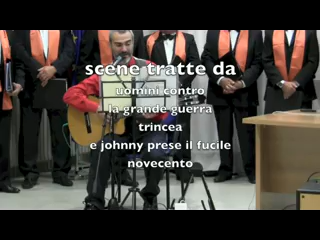 scene tratte da
uomini contro
la grande guerra
trincea
e johnny prese il fucile
novecento